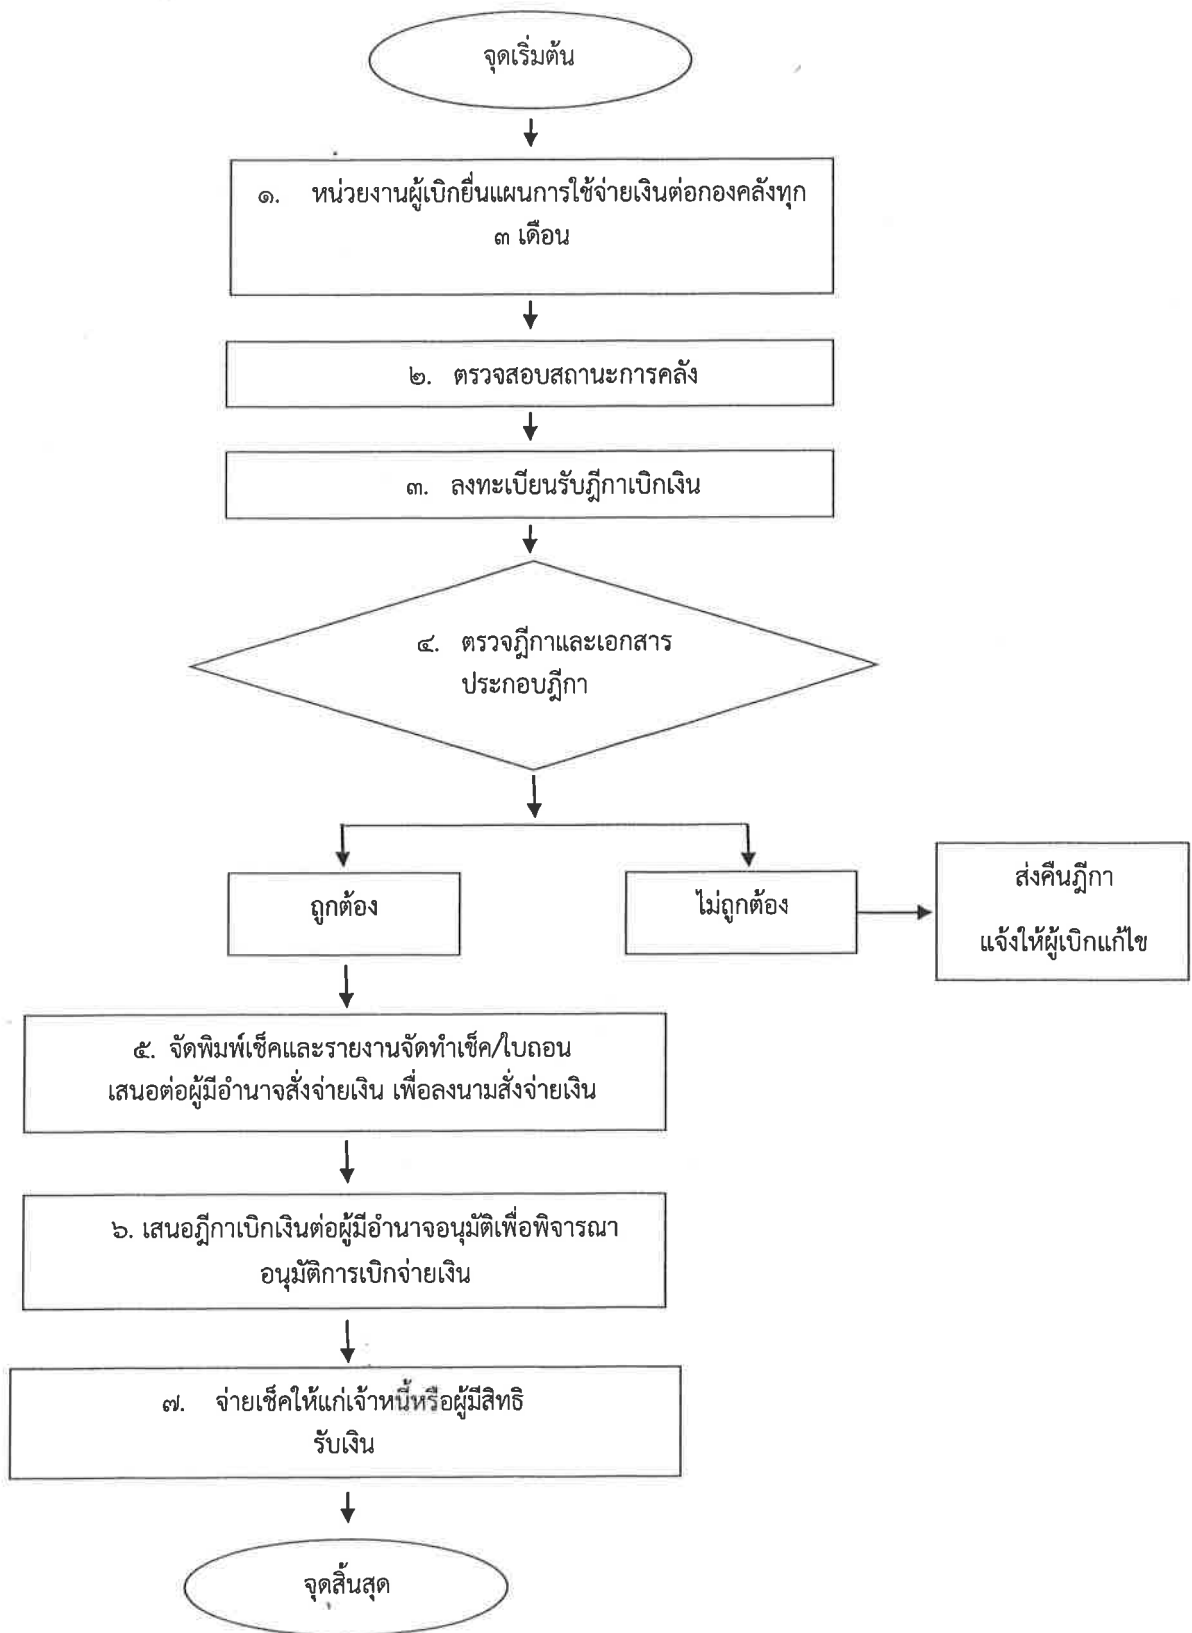 จุดเริ่มต้น
๑. หน่วยงานผู้เบิกยื่นแผนการใช้จ่ายเงินต่อกองคลังทุก
๓ เดือน
๒. ตรวจสอบสถานะการคลัง
๓. ลงทะเบียนรับฎีกาเบิกเงิน
๔. ตรวจฎีกาและเอกสาร
ประกอบฎีกา
ถูกต้อง
ไม่ถูกต้อง
ส่งคืนฎีกา
แจ้งให้ผู้เบิกแก้ไข
๕. จัดพิมพ์เช็คและรายงานจัดทำเช็ค/ใบถอน
เสนอต่อผู้มีอำนาจสั่งจ่ายเงิน เพื่อลงนามสั่งจ่ายเงิน
๖. เสนอฎีกาเบิกเงินต่อผู้มีอำนาจอนุมัติเพื่อพิจารณา
อนุมัติการเบิกจ่ายเงิน
๗. จ่ายเช็คให้แก่เจ้าหนี้หรือผู้มีสิทธิ
รับเงิน
จุดสิ้นสุด